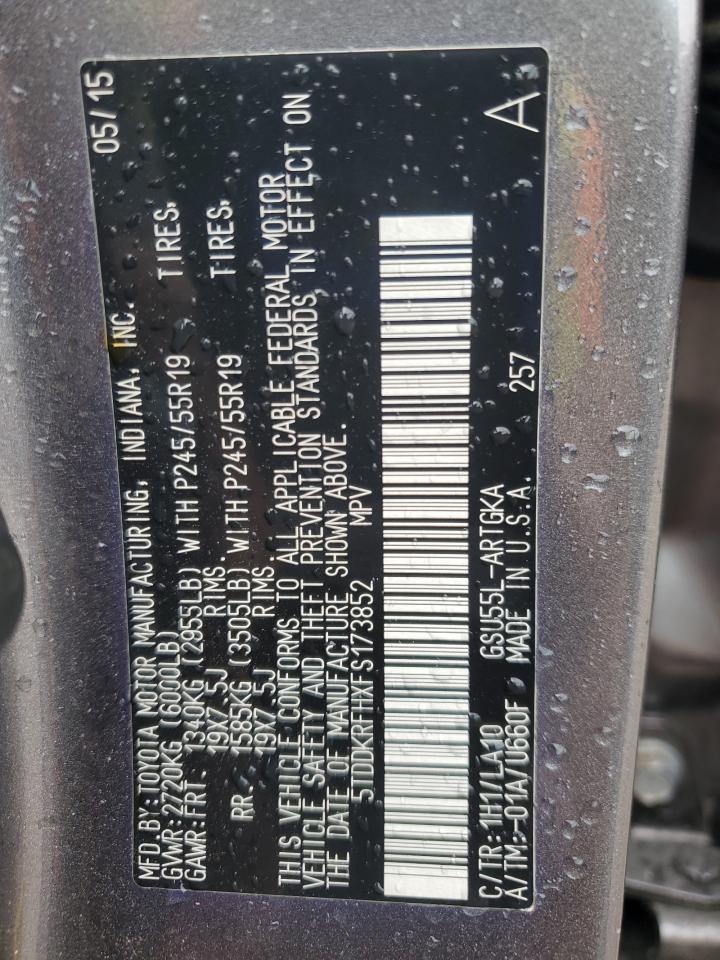 MFD.BY:TOYOTA MOTOR MANUFACTURING, INDIANA, INC. 05/15
GVWR:2720KG (6000LB)
GAWR:FRT: 1340KG (2955LB) WITH P245/55R19 TIRES,
19X7.5J RIMS.
RR: 1585KG (3505LB) WITH P245/55R19 TIRES,
19X7.5J RIMS.
THIS VEHICLE CONFORMS TO ALL APPLICABLE FEDERAL MOTOR
VEHICLE SAFETY AND THEFT PREVENTION STANDARDS IN EFFECT ON
THE DATE OF MANUFACTURE SHOWN ABOVE.
5TDDKRFHXFS173852 MPV
C/TR: 1H1/LA10 GSU55L-ARTGKA
A/TM: -01A/U660F MADE IN U.S.A. 257 A